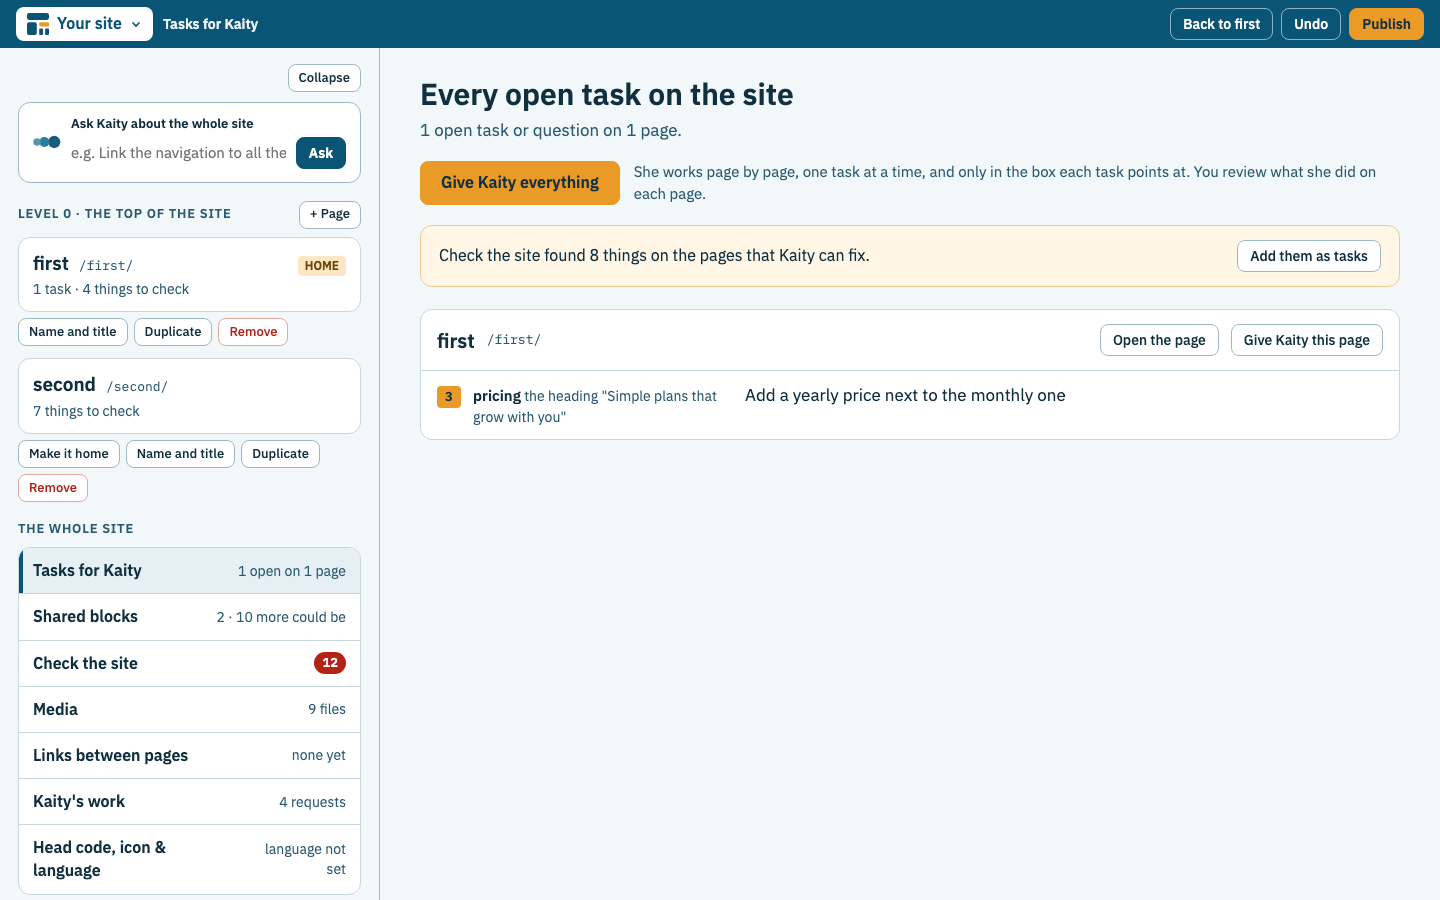 Your site
Tasks for Kaity
Back to first
Undo
Publish
Collapse
Ask Kaity about the whole site
e.g. Link the navigation to all the
Ask
LEVEL 0 · THE TOP OF THE SITE
+ Page
first /first/
HOME
1 task · 4 things to check
Name and title
Duplicate
Remove
second /second/
7 things to check
Make it home
Name and title
Duplicate
Remove
THE WHOLE SITE
Tasks for Kaity
1 open on 1 page
Shared blocks
2 · 10 more could be
Check the site
12
Media
9 files
Links between pages
none yet
Kaity's work
4 requests
Head code, icon &
language
language not
set
Every open task on the site
1 open task or question on 1 page.
Give Kaity everything
She works page by page, one task at a time, and only in the box each task points at. You review what she did on
each page.
Check the site found 8 things on the pages that Kaity can fix.
Add them as tasks
first /first/
Open the page
Give Kaity this page
3
pricing the heading "Simple plans that
grow with you"
Add a yearly price next to the monthly one